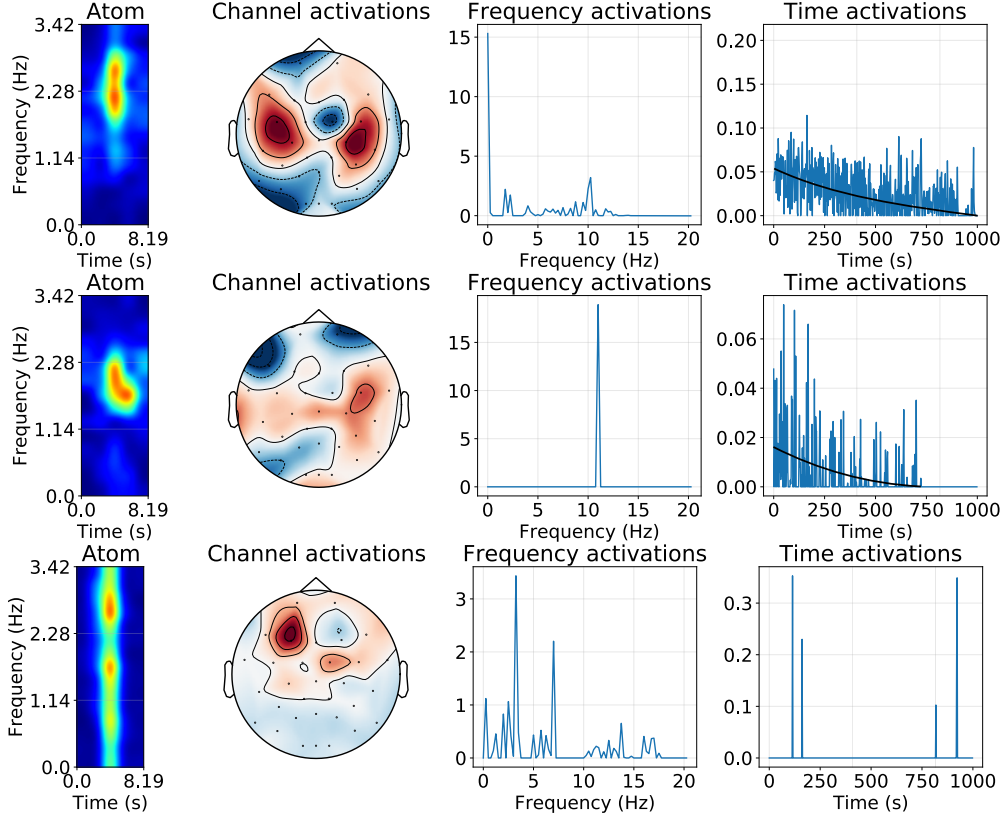 Atom Channel activations Frequency activations Time activations
3.42
2.28
1.14
0.0
Frequency (Hz)
0.0 8.19
Time (s)
15
10
5
0
0 5 10 15 20
Frequency (Hz)
0.20
0.15
0.10
0.05
0.00
0 250 500 750 1000
Time (s)
Atom Channel activations Frequency activations Time activations
3.42
2.28
1.14
0.0
Frequency (Hz)
0.0 8.19
Time (s)
15
10
5
0
0 5 10 15 20
Frequency (Hz)
0.06
0.04
0.02
0.00
0 250 500 750 1000
Time (s)
Atom Channel activations Frequency activations Time activations
3.42
2.28
1.14
0.0
Frequency (Hz)
0.0 8.19
Time (s)
3
2
1
0
0 5 10 15 20
Frequency (Hz)
0.3
0.2
0.1
0.0
0 250 500 750 1000
Time (s)